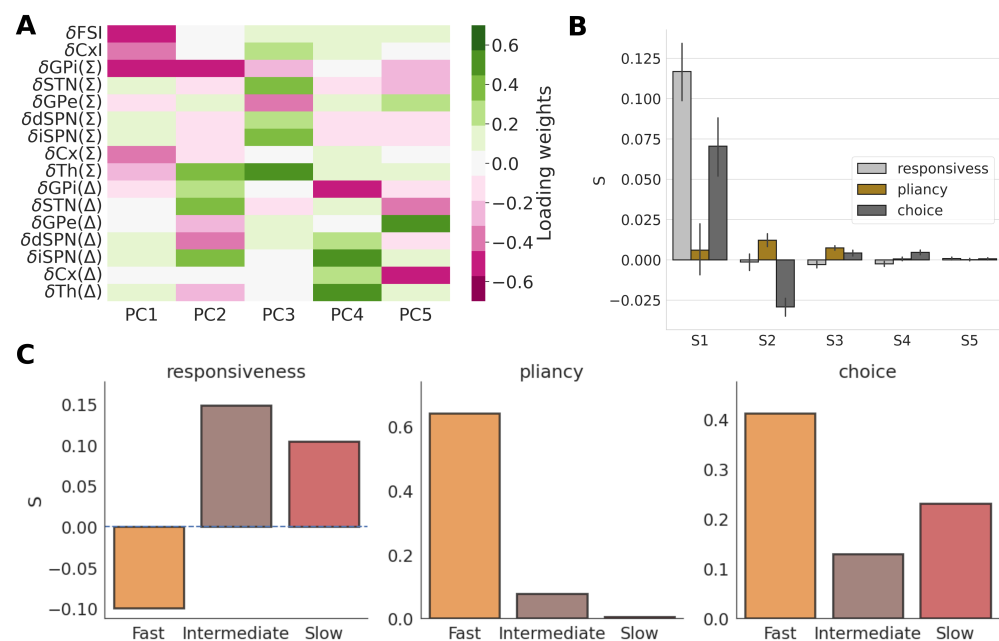 A
δFSI
δCxI
δGPi(Σ)
δSTN(Σ)
δGPe(Σ)
δdSPN(Σ)
δiSPN(Σ)
δCx(Σ)
δTh(Σ)
δGPi(Δ)
δSTN(Δ)
δGPe(Δ)
δdSPN(Δ)
δiSPN(Δ)
δCx(Δ)
δTh(Δ)
PC1 PC2 PC3 PC4 PC5
0.6
0.4
0.2
0.0
−0.2
−0.4
−0.6
Loading weights
B
S
0.125
0.100
0.075
0.050
0.025
0.000
−0.025
responsivess
pliancy
choice
S1 S2 S3 S4 S5
C
responsiveness
S
0.15
0.10
0.05
0.00
−0.05
−0.10
Fast Intermediate Slow
pliancy
0.6
0.4
0.2
0.0
Fast Intermediate Slow
choice
0.4
0.3
0.2
0.1
0.0
Fast Intermediate Slow